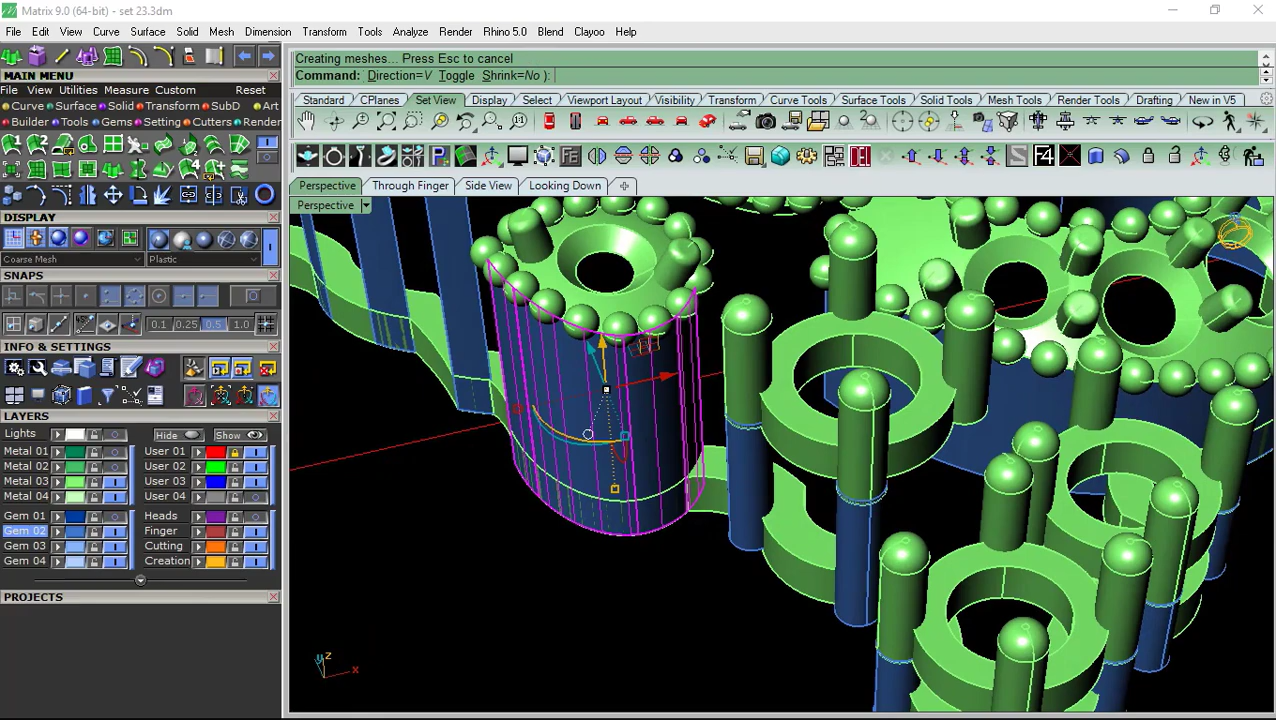 Matrix 9.0 (64-bit) - set 23.3dm
File Edit View Curve Surface Solid Mesh Dimension Transform Tools Analyze Render Rhino 5.0 Blend Clayoo Help
Creating meshes... Press Esc to cancel
Command: Direction=V Toggle Shrink=No ):
MAIN MENU
File View Utilities Measure Custom Reset
Curve Surface Solid Transform SubD Art
Builder Tools Gems Setting Cutters Render
Standard CPlanes Set View Display Select Viewport Layout Visibility Transform Curve Tools Surface Tools Solid Tools Mesh Tools Render Tools Drafting New in V5
F4
Perspective Through Finger Side View Looking Down
Perspective
DISPLAY
Coarse Mesh Plastic
SNAPS
0.1 0.25 0.5 1.0
INFO & SETTINGS
LAYERS
Lights Hide Show
Metal 01 User 01
Metal 02 User 02
Metal 03 User 03
Metal 04 User 04
Gem 01 Heads
Gem 02 Finger
Gem 03 Cutting
Gem 04 Creation
PROJECTS
z
y
x